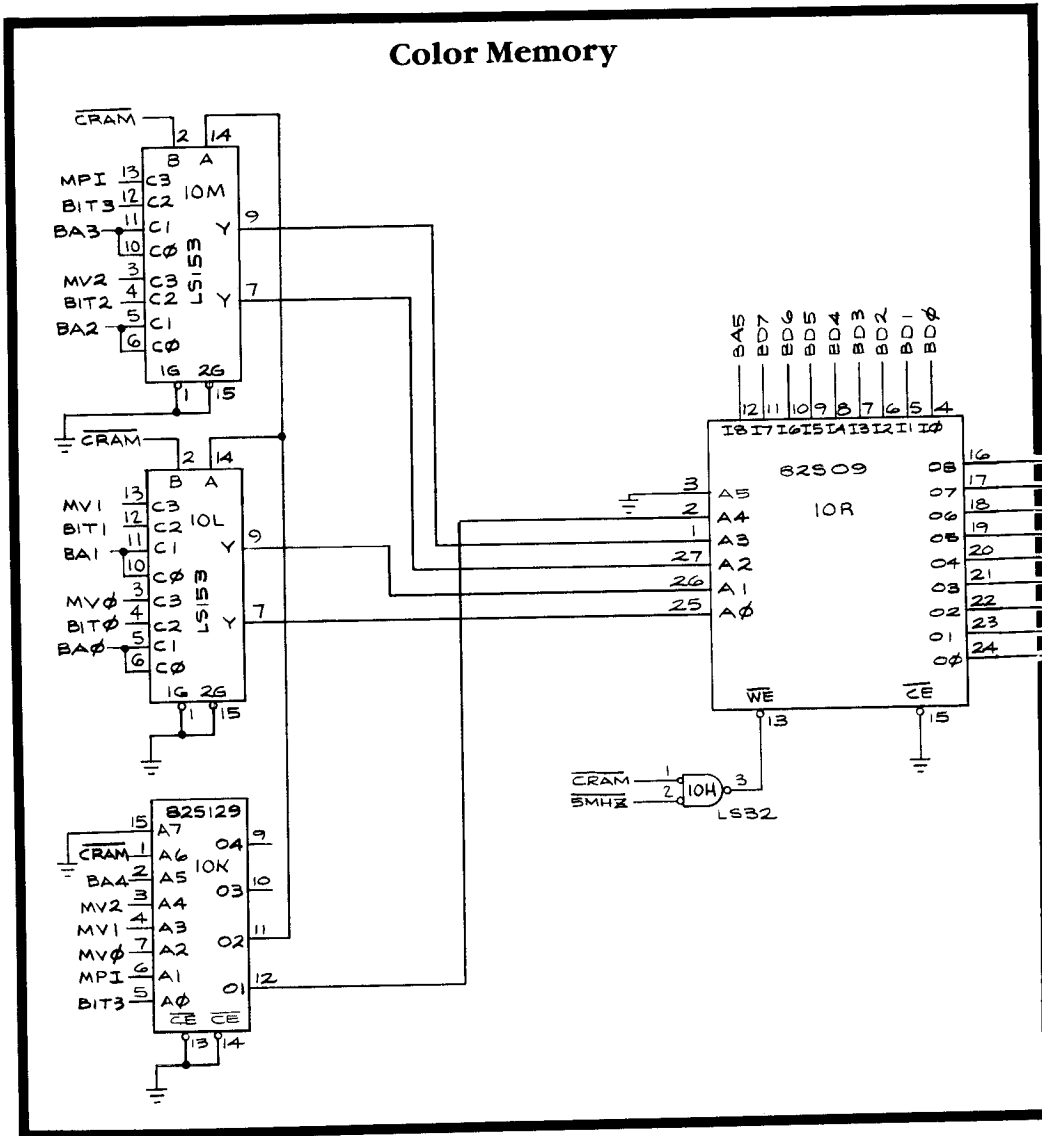 Color Memory
CRAM
2 14
B A
MPI 13 C3
10M
BIT3 12 C2
BA3 11 C1 Y 9
10 CØ
LS153
MV2 3 C3
BIT2 4 C2 Y 7
BA2 5 C1
6 CØ
1G 2G
1 15
CRAM
2 14
B A
MV1 13 C3
BIT1 12 C2
10L
BA1 11 C1 Y 9
10 CØ
LS153
MVØ 3 C3
BITØ 4 C2 Y 7
BAØ 5 C1
6 CØ
1G 2G
1 15
82S129
15 A7 O4 9
CRAM 1 A6
10K
BA4 2 A5 O3 10
MV2 3 A4
MV1 4 A3 O2 11
MVØ 7 A2
MPI 6 A1 O1 12
BIT3 5 AØ
CE CE
13 14
BA5 BD7 BD6 BD5 BD4 BD3 BD2 BD1 BDØ
12 11 10 9 8 7 6 5 4
I8 I7 I6 I5 I4 I3 I2 I1 IØ
82S09
10R
3 A5
2 A4
1 A3
27 A2
26 A1
25 AØ
O8 16
O7 17
O6 18
O5 19
O4 20
O3 21
O2 22
O1 23
OØ 24
WE CE
13 15
CRAM 1
5MHZ 2
10H 3
LS32